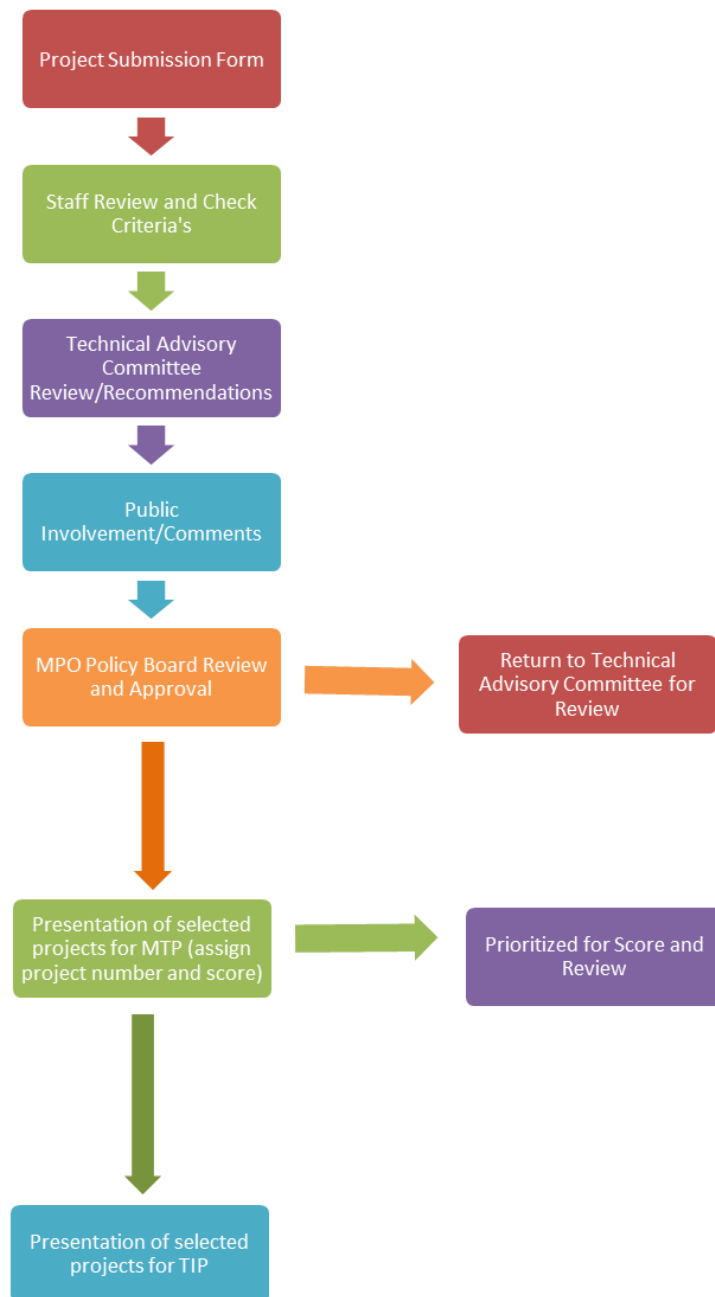 Project Submission Form
Staff Review and Check
Criteria's
Technical Advisory
Committee
Review/Recommendations
Public
Involvement/Comments
MPO Policy Board Review
and Approval
Return to Technical
Advisory Committee for
Review
Presentation of selected
projects for MTP (assign
project number and score)
Prioritized for Score and
Review
Presentation of selected
projects for TIP